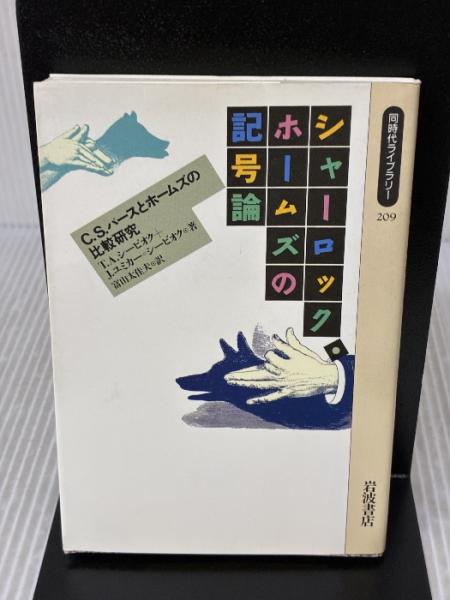 シャーロック・
ホームズの
記号論
C.S.パースとホームズの
比較研究
T.A.シービオク+
J.ユミカー=シービオク◉著
富山太佳夫◉訳
同時代ライブラリー
209
岩波書店